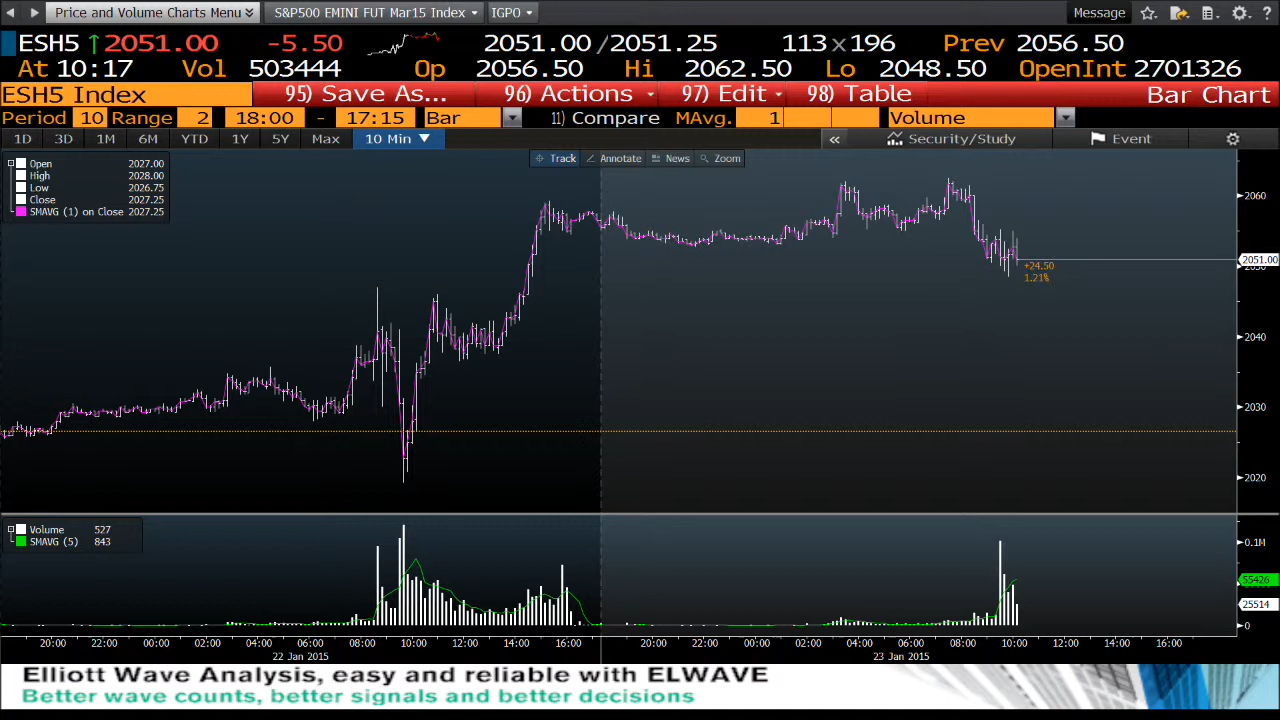 Price and Volume Charts Menu S&P500 EMINI FUT Mar15 Index IGPO Message ?
ESH5 ↑2051.00 -5.50 2051.00/2051.25 113x196 Prev 2056.50
At 10:17 Vol 503444 Op 2056.50 Hi 2062.50 Lo 2048.50 OpenInt 2701326
ESH5 Index 95) Save As... 96) Actions 97) Edit 98) Table Bar Chart
Period 10 Range 2 18:00 - 17:15 Bar 11) Compare MAvg. 1 Volume
1D 3D 1M 6M YTD 1Y 5Y Max 10 Min ▼ « Security/Study Event
Track Annotate News Zoom
Open 2027.00
High 2028.00
Low 2026.75
Close 2027.25
SMAVG (1) on Close 2027.25
2060
2051.00
2050
+24.50
1.21%
2040
2030
2020
Volume 527
SMAVG (5) 843
0.1M
55426
25514
0
20:00 22:00 00:00 02:00 04:00 06:00 08:00 10:00 12:00 14:00 16:00 20:00 22:00 00:00 02:00 04:00 06:00 08:00 10:00 12:00 14:00 16:00
22 Jan 2015 23 Jan 2015
Elliott Wave Analysis, easy and reliable with ELWAVE
Better wave counts, better signals and better decisions